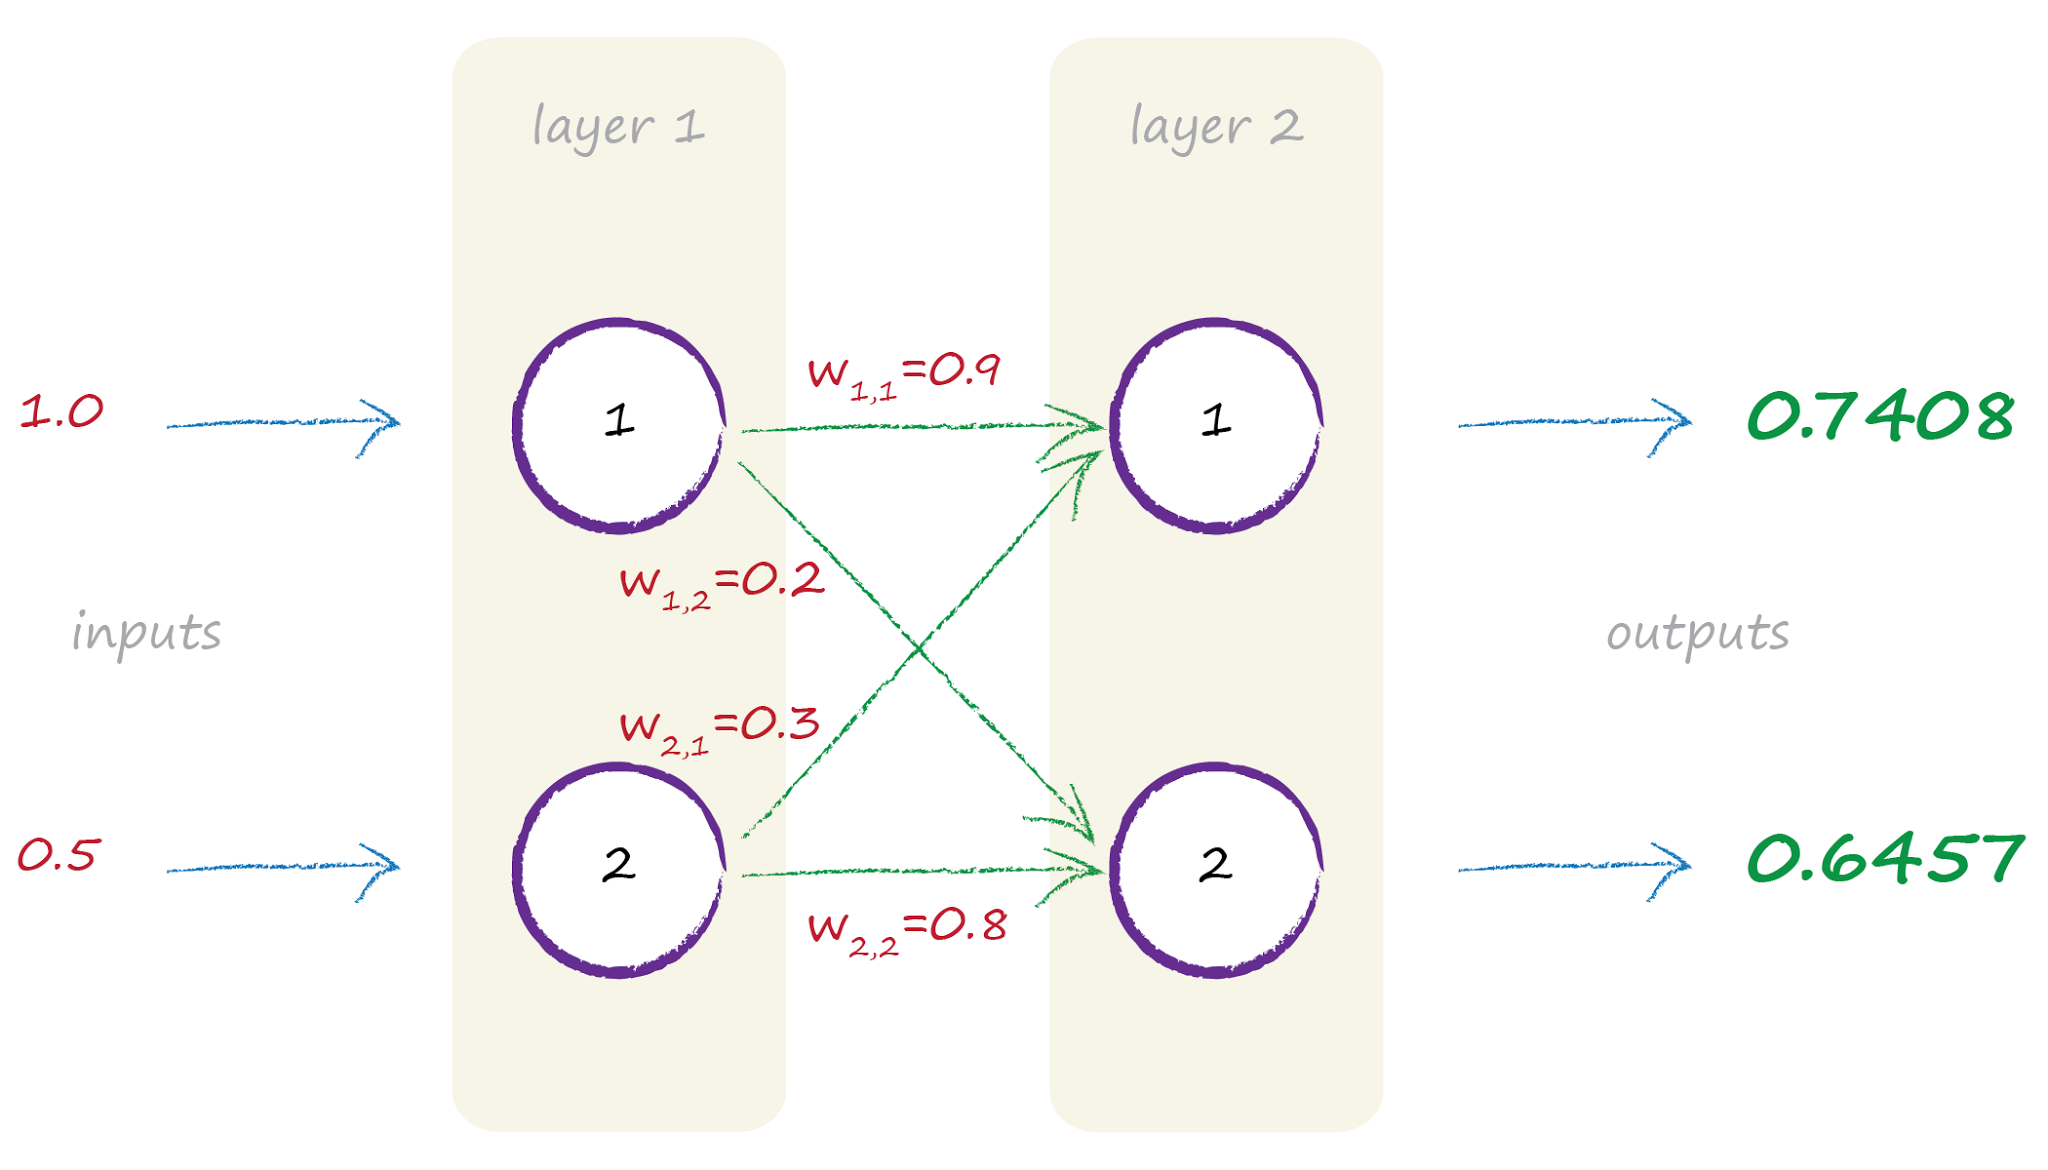 layer 1
layer 2
w1,1=0.9
1.0
1
1
0.7408
w1,2=0.2
inputs
outputs
w2,1=0.3
0.5
2
2
0.6457
w2,2=0.8